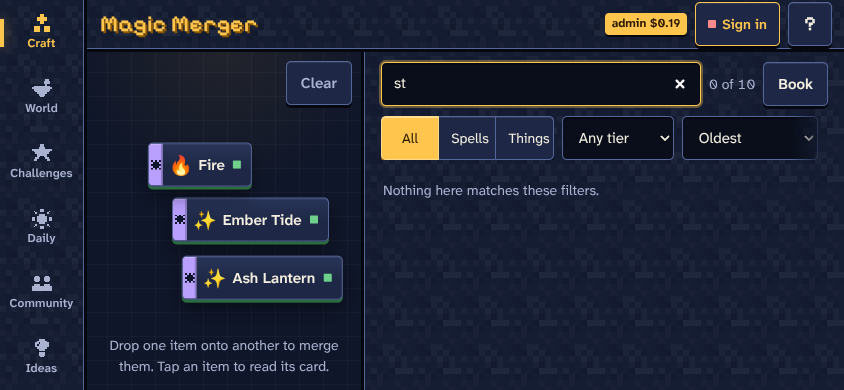 Magic Merger
admin $0.19
Sign in
?
Craft
World
Challenges
Daily
Community
Ideas
Clear
Fire
Ember Tide
Ash Lantern
Drop one item onto another to merge
them. Tap an item to read its card.
st
0 of 10
Book
All
Spells
Things
Any tier
Oldest
Nothing here matches these filters.